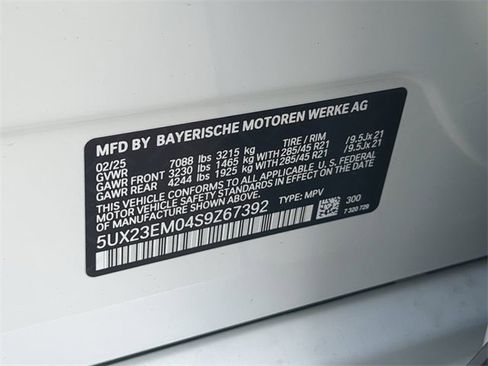 MFD BY BAYERISCHE MOTOREN WERKE AG
02/25 TIRE / RIM
GVWR 7088 lbs 3215 kg
GAWR FRONT 3230 lbs 1465 kg WITH 285/45 R21 /9.5Jx 21
GAWR REAR 4244 lbs 1925 kg WITH 285/45 R21 /9.5Jx 21
THIS VEHICLE CONFORMS TO ALL APPLICABLE FEDERAL
MOTOR VEHICLE SAFETY STANDARDS IN EFFECT ON THE
DATE OF MANUFACTURE SHOWN ABOVE.
5UX23EM04S9Z67392 TYPE: MPV
300
7 320 729